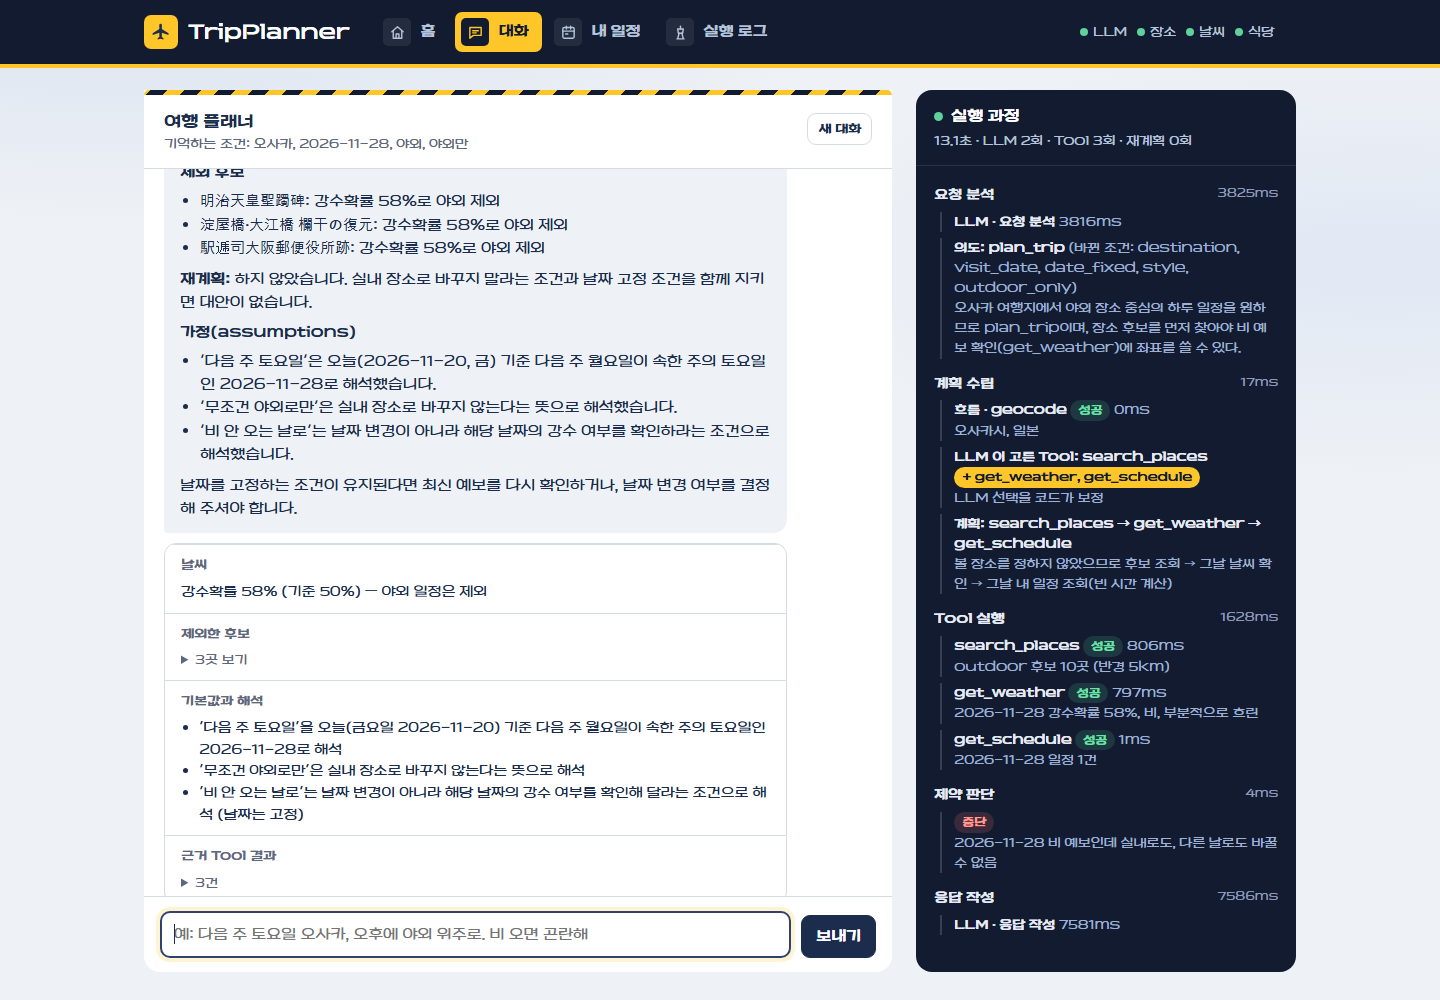 TripPlanner
홈
대화
내 일정
실행 로그
LLM
장소
날씨
식당
여행 플래너
기억하는 조건: 오사카, 2026-11-28, 야외, 야외만
새 대화
제외 후보
明治天皇聖躅碑: 강수확률 58%로 야외 제외
淀屋橋·大江橋 欄干の復元: 강수확률 58%로 야외 제외
駅逓司大阪郵便役所跡: 강수확률 58%로 야외 제외
재계획: 하지 않았습니다. 실내 장소로 바꾸지 말라는 조건과 날짜 고정 조건을 함께 지키
면 대안이 없습니다.
가정(assumptions)
‘다음 주 토요일’은 오늘(2026-11-20, 금) 기준 다음 주 월요일이 속한 주의 토요일
인 2026-11-28로 해석했습니다.
‘무조건 야외로만’은 실내 장소로 바꾸지 않는다는 뜻으로 해석했습니다.
‘비 안 오는 날로’는 날짜 변경이 아니라 해당 날짜의 강수 여부를 확인하라는 조건으로
해석했습니다.
날짜를 고정하는 조건이 유지된다면 최신 예보를 다시 확인하거나, 날짜 변경 여부를 결정
해 주셔야 합니다.
날씨
강수확률 58% (기준 50%) — 야외 일정은 제외
제외한 후보
▶ 3곳 보기
기본값과 해석
‘다음 주 토요일’을 오늘(금요일 2026-11-20) 기준 다음 주 월요일이 속한 주의 토요일인
2026-11-28로 해석
‘무조건 야외로만’은 실내 장소로 바꾸지 않는다는 뜻으로 해석
‘비 안 오는 날로’는 날짜 변경이 아니라 해당 날짜의 강수 여부를 확인해 달라는 조건으로 해
석 (날짜는 고정)
근거 Tool 결과
▶ 3건
예: 다음 주 토요일 오사카, 오후에 야외 위주로. 비 오면 곤란해
보내기
실행 과정
13.1초 · LLM 2회 · Tool 3회 · 재계획 0회
요청 분석 3825ms
LLM · 요청 분석 3816ms
의도: plan_trip (바뀐 조건: destination,
visit_date, date_fixed, style,
outdoor_only)
오사카 여행지에서 야외 장소 중심의 하루 일정을 원하
므로 plan_trip이며, 장소 후보를 먼저 찾아야 비 예
보 확인(get_weather)에 좌표를 쓸 수 있다.
계획 수립 17ms
흐름 · geocode 성공 0ms
오사카시, 일본
LLM 이 고른 Tool: search_places
+ get_weather, get_schedule
LLM 선택을 코드가 보정
계획: search_places → get_weather →
get_schedule
볼 장소를 정하지 않았으므로 후보 조회 → 그날 날씨 확
인 → 그날 내 일정 조회(빈 시간 계산)
Tool 실행 1628ms
search_places 성공 806ms
outdoor 후보 10곳 (반경 5km)
get_weather 성공 797ms
2026-11-28 강수확률 58%, 비, 부분적으로 흐린
get_schedule 성공 1ms
2026-11-28 일정 1건
제약 판단 4ms
중단
2026-11-28 비 예보인데 실내로도, 다른 날로도 바꿀
수 없음
응답 작성 7586ms
LLM · 응답 작성 7581ms